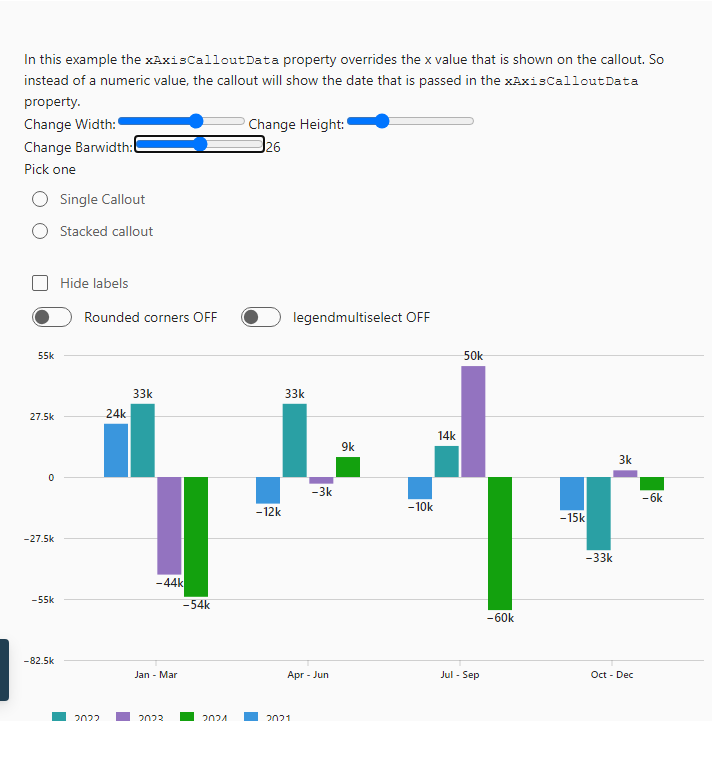 In this example the xAxisCalloutData property overrides the x value that is shown on the callout. So
instead of a numeric value, the callout will show the date that is passed in the xAxisCalloutData
property.
Change Width: Change Height:
Change Barwidth: 26
Pick one
Single Callout
Stacked callout
Hide labels
Rounded corners OFF legendmultiselect OFF
55k
27.5k
0
−27.5k
−55k
−82.5k
24k
33k
−44k
−54k
−12k
33k
−3k
9k
−10k
14k
50k
−60k
−15k
−33k
3k
−6k
Jan - Mar Apr - Jun Jul - Sep Oct - Dec
2022 2023 2024 2021